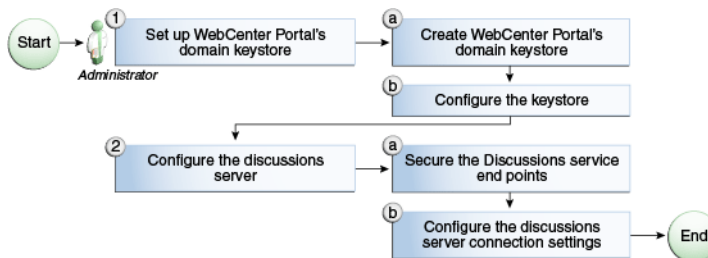 Start
Administrator
1
Set up WebCenter Portal's
domain keystore
a
Create WebCenter Portal's
domain keystore
b
Configure the keystore
2
Configure the discussions
server
a
Secure the Discussions service
end points
b
Configure the discussions
server connection settings
End